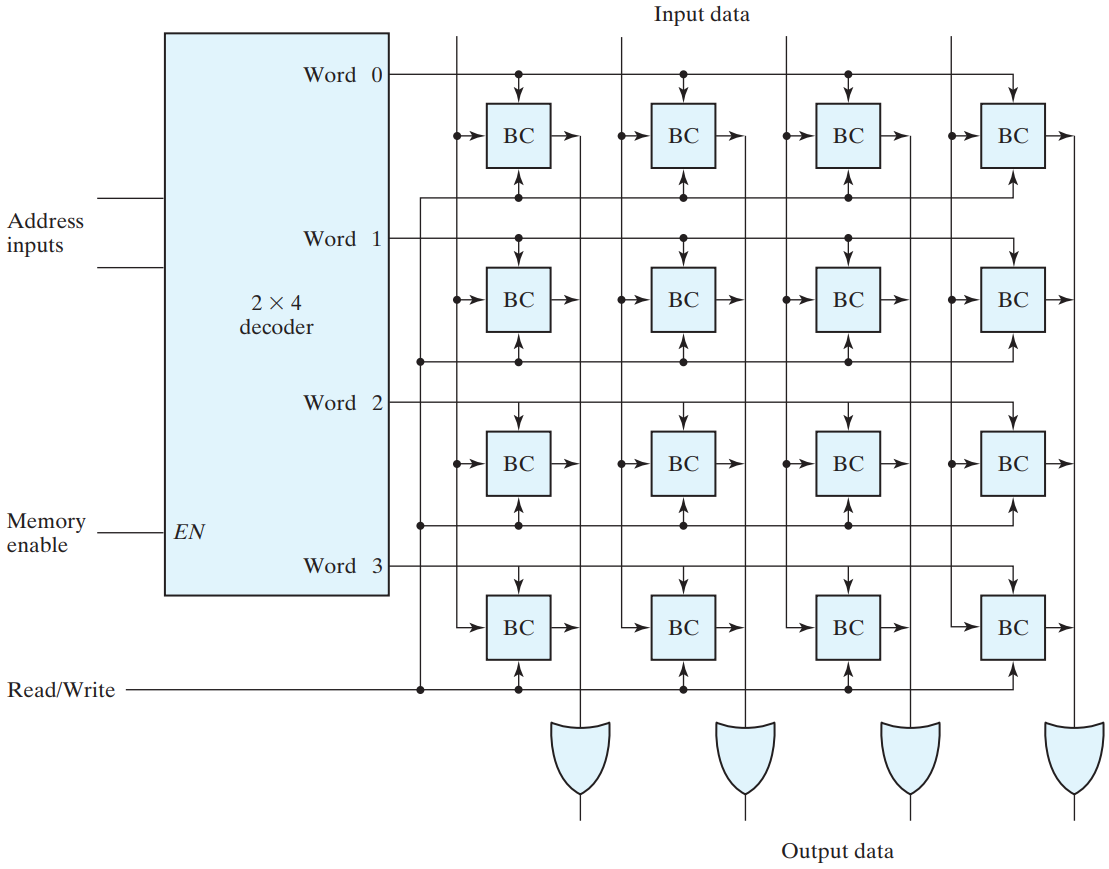 Input data
Word 0
BC BC BC BC
Address
inputs
Word 1
BC BC BC BC
2 × 4
decoder
Word 2
BC BC BC BC
Memory
enable
EN
Word 3
BC BC BC BC
Read/Write
Output data